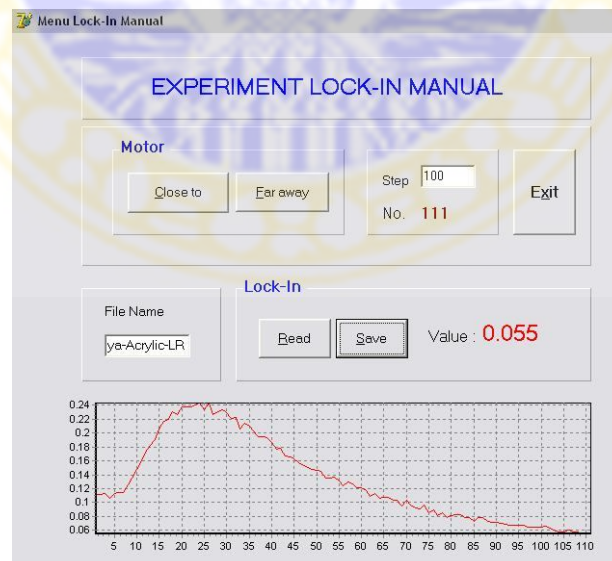 Menu Lock-In Manual
EXPERIMENT LOCK-IN MANUAL
Motor
Close to
Far away
Step 100
No. 111
Exit
File Name
ya-Acrylic-LR
Lock-In
Read
Save
Value : 0.055
0.24
0.22
0.2
0.18
0.16
0.14
0.12
0.1
0.08
0.06
5 10 15 20 25 30 35 40 45 50 55 60 65 70 75 80 85 90 95 100 105 110